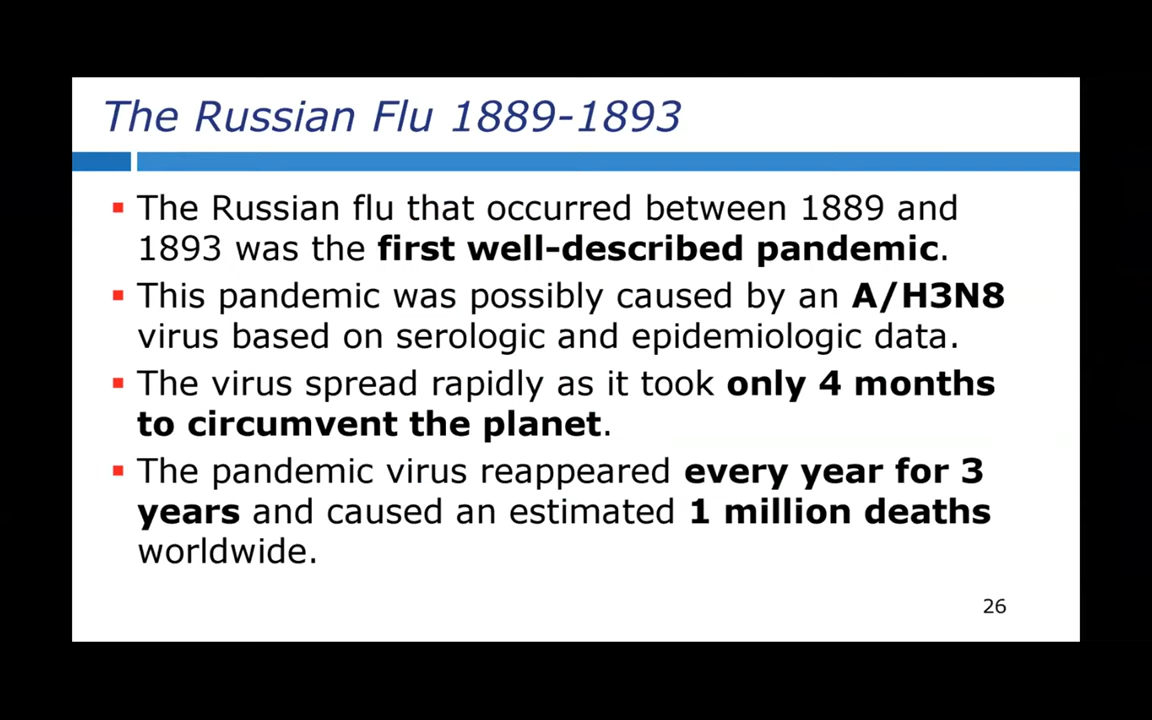 The Russian Flu 1889-1893
▪ The Russian flu that occurred between 1889 and
1893 was the first well-described pandemic.
▪ This pandemic was possibly caused by an A/H3N8
virus based on serologic and epidemiologic data.
▪ The virus spread rapidly as it took only 4 months
to circumvent the planet.
▪ The pandemic virus reappeared every year for 3
years and caused an estimated 1 million deaths
worldwide.
26